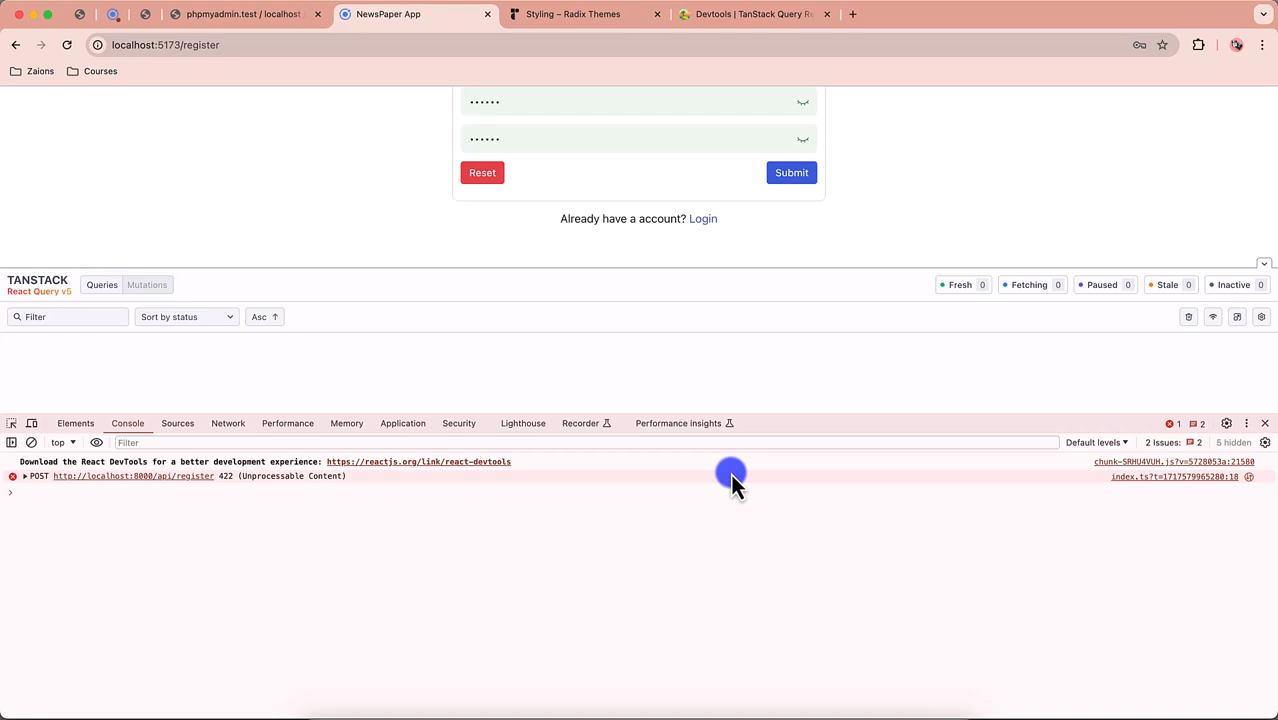 phpmyadmin.test / localhost
NewsPaper App
Styling – Radix Themes
Devtools | TanStack Query R
localhost:5173/register
Zaions
Courses
••••••
••••••
Reset
Submit
Already have a account? Login
TANSTACK
React Query v5
Queries
Mutations
Fresh 0
Fetching 0
Paused 0
Stale 0
Inactive 0
Filter
Sort by status
Asc ↑
Elements
Console
Sources
Network
Performance
Memory
Application
Security
Lighthouse
Recorder
Performance insights
1
2
top
Filter
Default levels
2 Issues: 2
5 hidden
Download the React DevTools for a better development experience: https://reactjs.org/link/react-devtools
chunk-SRHU4VUH.js?v=5728053a:21580
POST http://localhost:8000/api/register 422 (Unprocessable Content)
index.ts?t=1717579965280:18